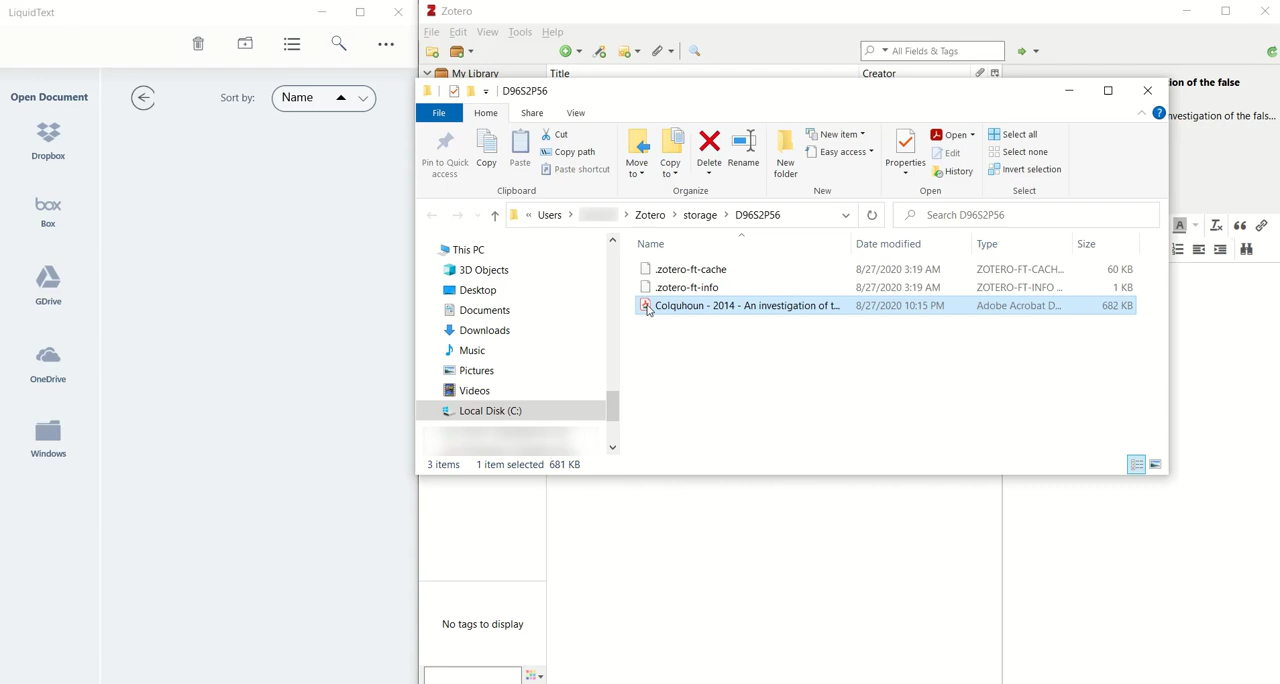 LiquidText
Open Document
Sort by:
Name
Dropbox
Box
box
GDrive
OneDrive
Windows
Zotero
File Edit View Tools Help
All Fields & Tags
My Library
Title
Creator
ion of the false
nvestigation of the fals...
D96S2P56
File
Home
Share
View
Pin to Quick
access
Copy
Paste
Cut
Copy path
Paste shortcut
Clipboard
Move
to
Copy
to
Delete
Rename
Organize
New
folder
New item
Easy access
New
Properties
Open
Edit
History
Open
Select all
Select none
Invert selection
Select
« Users > > Zotero > storage > D96S2P56
Search D96S2P56
This PC
3D Objects
Desktop
Documents
Downloads
Music
Pictures
Videos
Local Disk (C:)
Name Date modified Type Size
.zotero-ft-cache 8/27/2020 3:19 AM ZOTERO-FT-CACH... 60 KB
.zotero-ft-info 8/27/2020 3:19 AM ZOTERO-FT-INFO ... 1 KB
Colquhoun - 2014 - An investigation of t... 8/27/2020 10:15 PM Adobe Acrobat D... 682 KB
3 items 1 item selected 681 KB
No tags to display